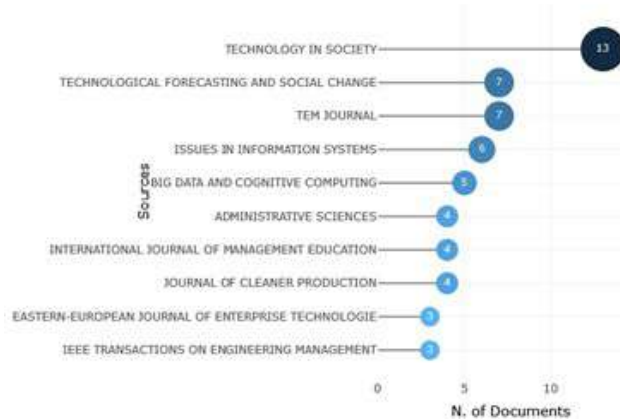 TECHNOLOGY IN SOCIETY 13
TECHNOLOGICAL FORECASTING AND SOCIAL CHANGE 7
TEM JOURNAL 7
ISSUES IN INFORMATION SYSTEMS 6
BIG DATA AND COGNITIVE COMPUTING 5
ADMINISTRATIVE SCIENCES 4
INTERNATIONAL JOURNAL OF MANAGEMENT EDUCATION 4
JOURNAL OF CLEANER PRODUCTION 4
EASTERN-EUROPEAN JOURNAL OF ENTERPRISE TECHNOLOGIE 3
IEEE TRANSACTIONS ON ENGINEERING MANAGEMENT 3
Sources
0 5 10
N. of Documents